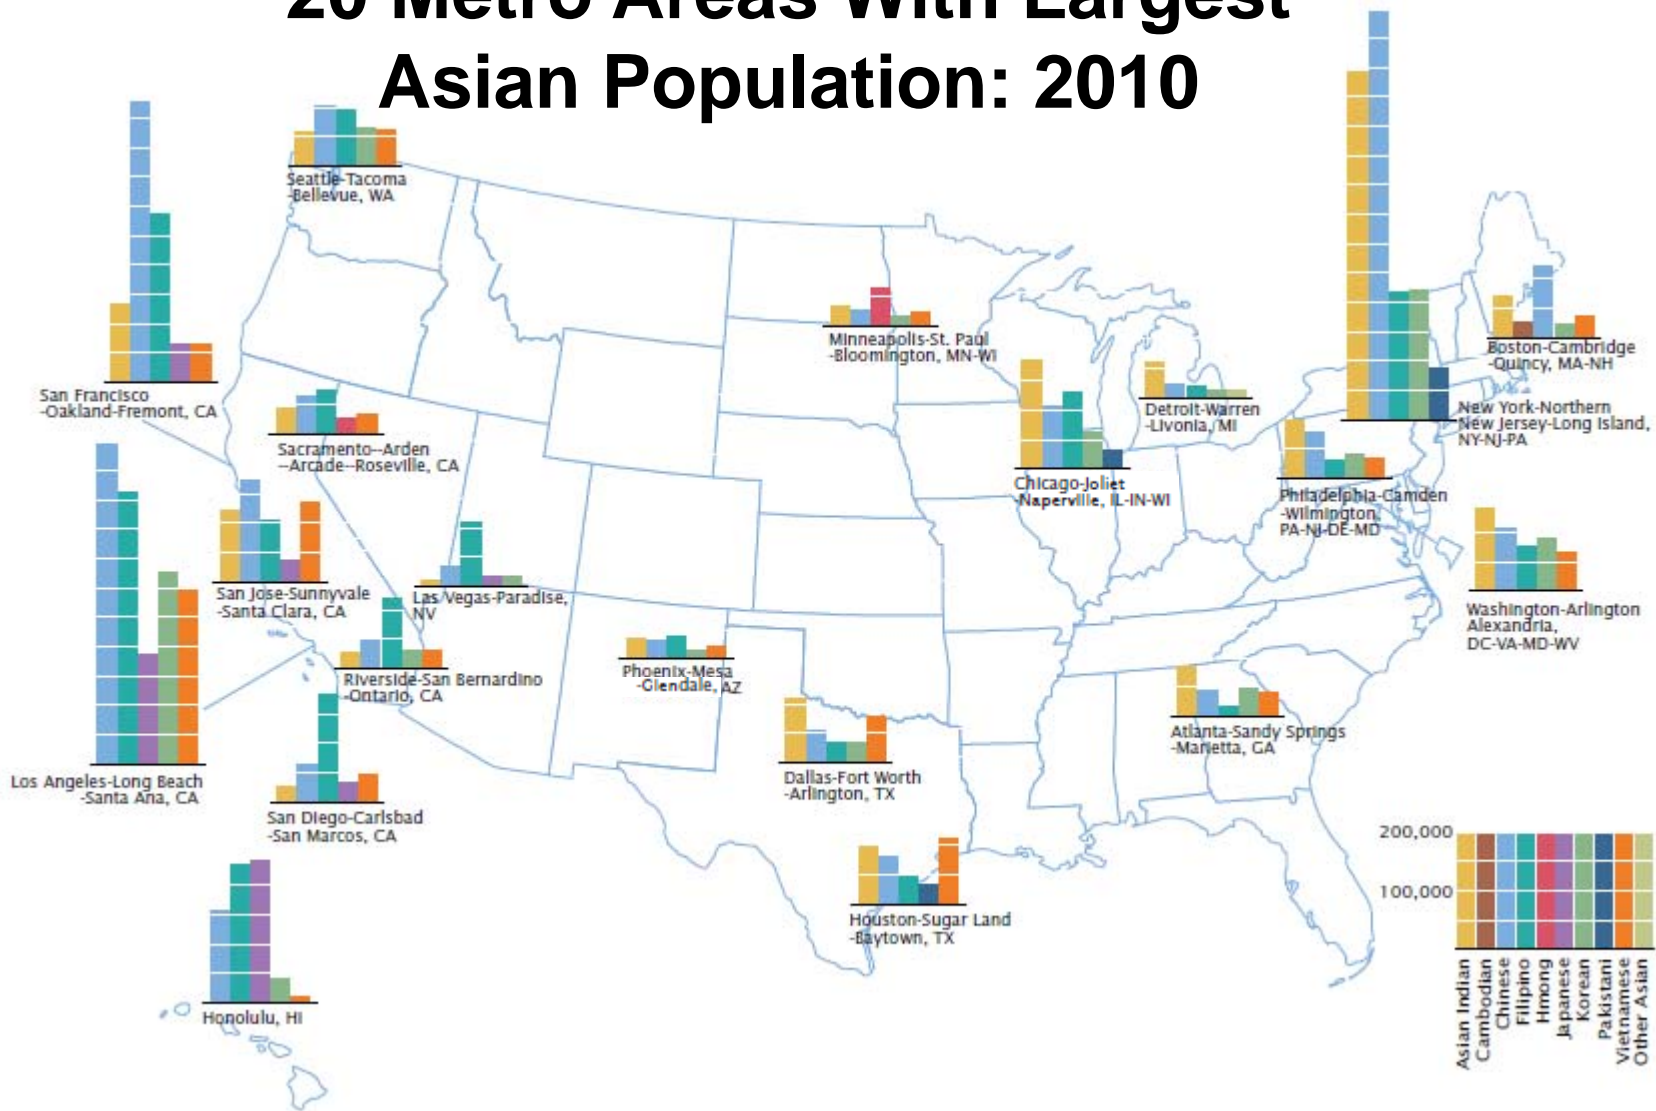 20 Metro Areas With Largest
Asian Population: 2010
Seattle-Tacoma
-Bellevue, WA
San Francisco
-Oakland-Fremont, CA
Sacramento--Arden
--Arcade--Roseville, CA
Minneapolis-St. Paul
-Bloomington, MN-WI
Chicago-Joliet
-Naperville, IL-IN-WI
Detroit-Warren
-Livonia, MI
Boston-Cambridge
-Quincy, MA-NH
New York-Northern
New Jersey-Long Island,
NY-NJ-PA
Philadelphia-Camden
-Wilmington,
PA-NJ-DE-MD
Washington-Arlington
Alexandria,
DC-VA-MD-WV
San Jose-Sunnyvale
-Santa Clara, CA
Las Vegas-Paradise,
NV
Riverside-San Bernardino
-Ontario, CA
Phoenix-Mesa
-Glendale, AZ
Los Angeles-Long Beach
-Santa Ana, CA
San Diego-Carlsbad
-San Marcos, CA
Dallas-Fort Worth
-Arlington, TX
Atlanta-Sandy Springs
-Marietta, GA
Houston-Sugar Land
-Baytown, TX
Honolulu, HI
200,000
100,000
Asian Indian
Cambodian
Chinese
Filipino
Hmong
Japanese
Korean
Pakistani
Vietnamese
Other Asian